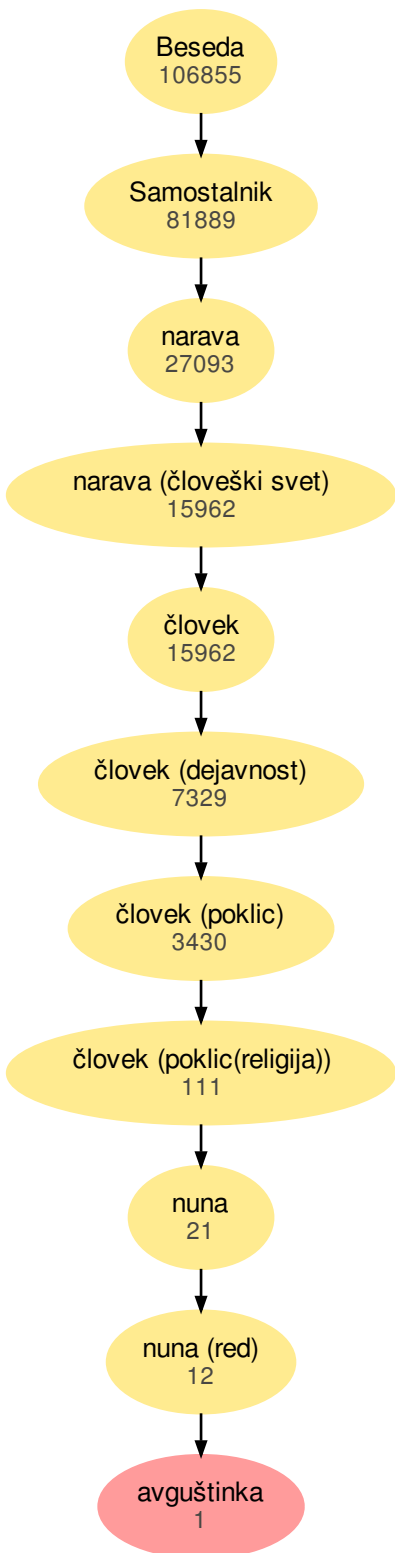 Beseda
106855
Samostalnik
81889
narava
27093
narava (človeški svet)
15962
človek
15962
človek (dejavnost)
7329
človek (poklic)
3430
človek (poklic(religija))
111
nuna
21
nuna (red)
12
avguštinka
1